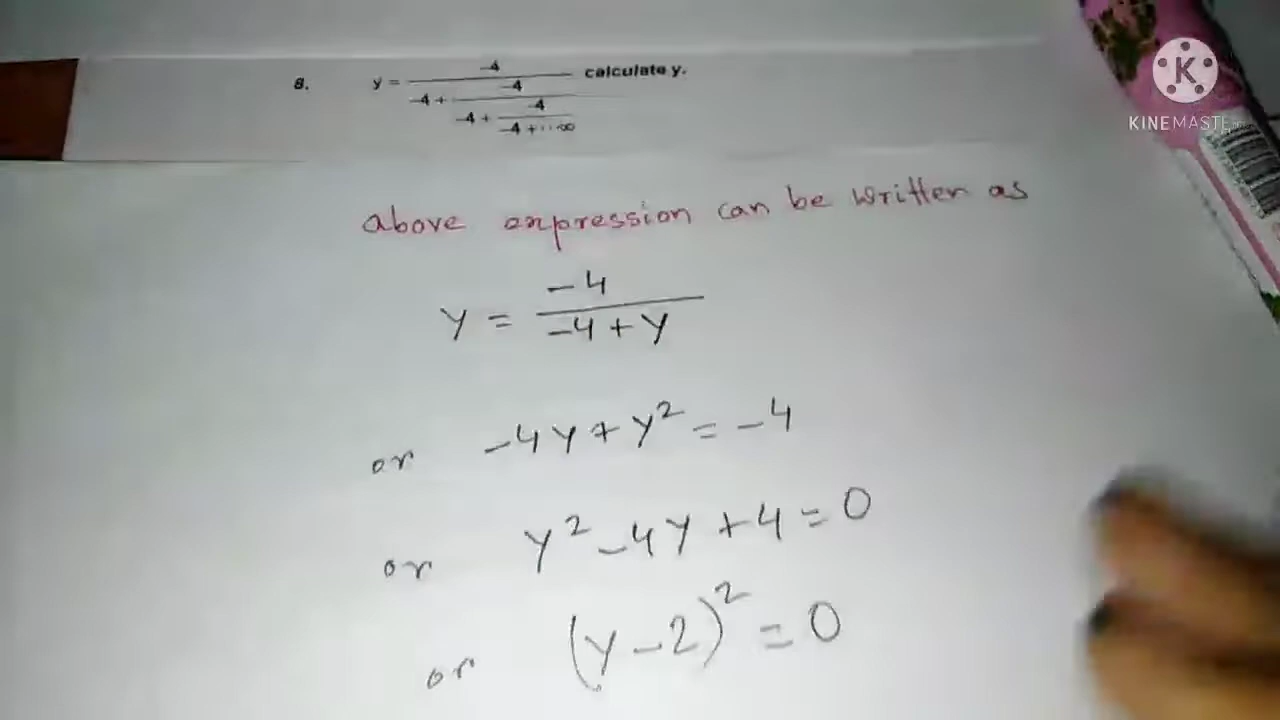 8. y = -4 / (-4 + -4 / (-4 + -4 / (-4 + ... ∞))) calculate y.
K
KINEMASTER
above expression can be written as
y = -4 / (-4 + y)
or -4y + y² = -4
or y² - 4y + 4 = 0
or (y - 2)² = 0